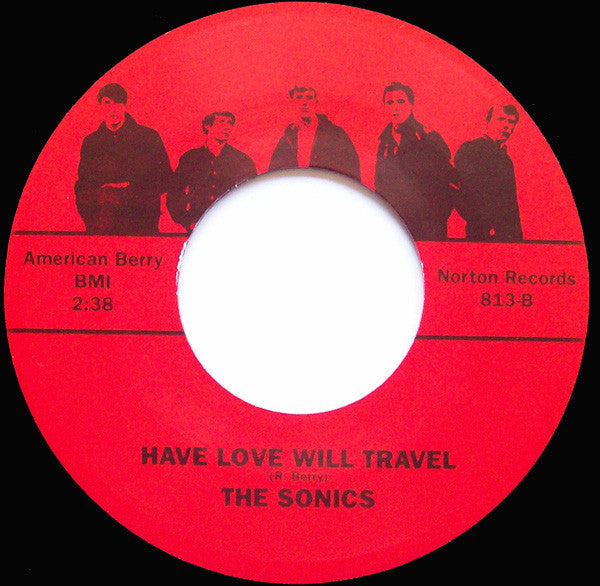 American Berry
BMI
2:38
Norton Records
813-B
HAVE LOVE WILL TRAVEL
(R. Berry)
THE SONICS